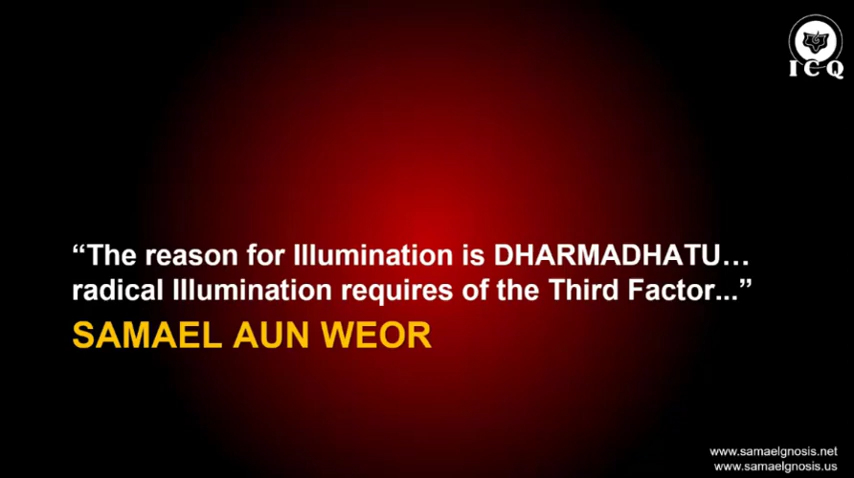 ICQ
“The reason for Illumination is DHARMADHATU…
radical Illumination requires of the Third Factor...”
SAMAEL AUN WEOR
www.samaelgnosis.net
www.samaelgnosis.us